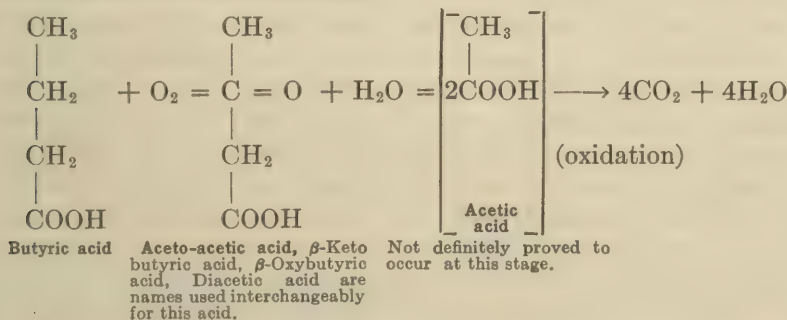 CH₃ CH₃ CH₃
CH₂ + O₂ = C = O + H₂O = 2COOH → 4CO₂ + 4H₂O
CH₂ CH₂ (oxidation)
COOH COOH Acetic
acid
Butyric acid Aceto-acetic acid, β-Keto Not definitely proved to
butyric acid, β-Oxybutyric occur at this stage.
acid, Diacetic acid are
names used interchangeably
for this acid.